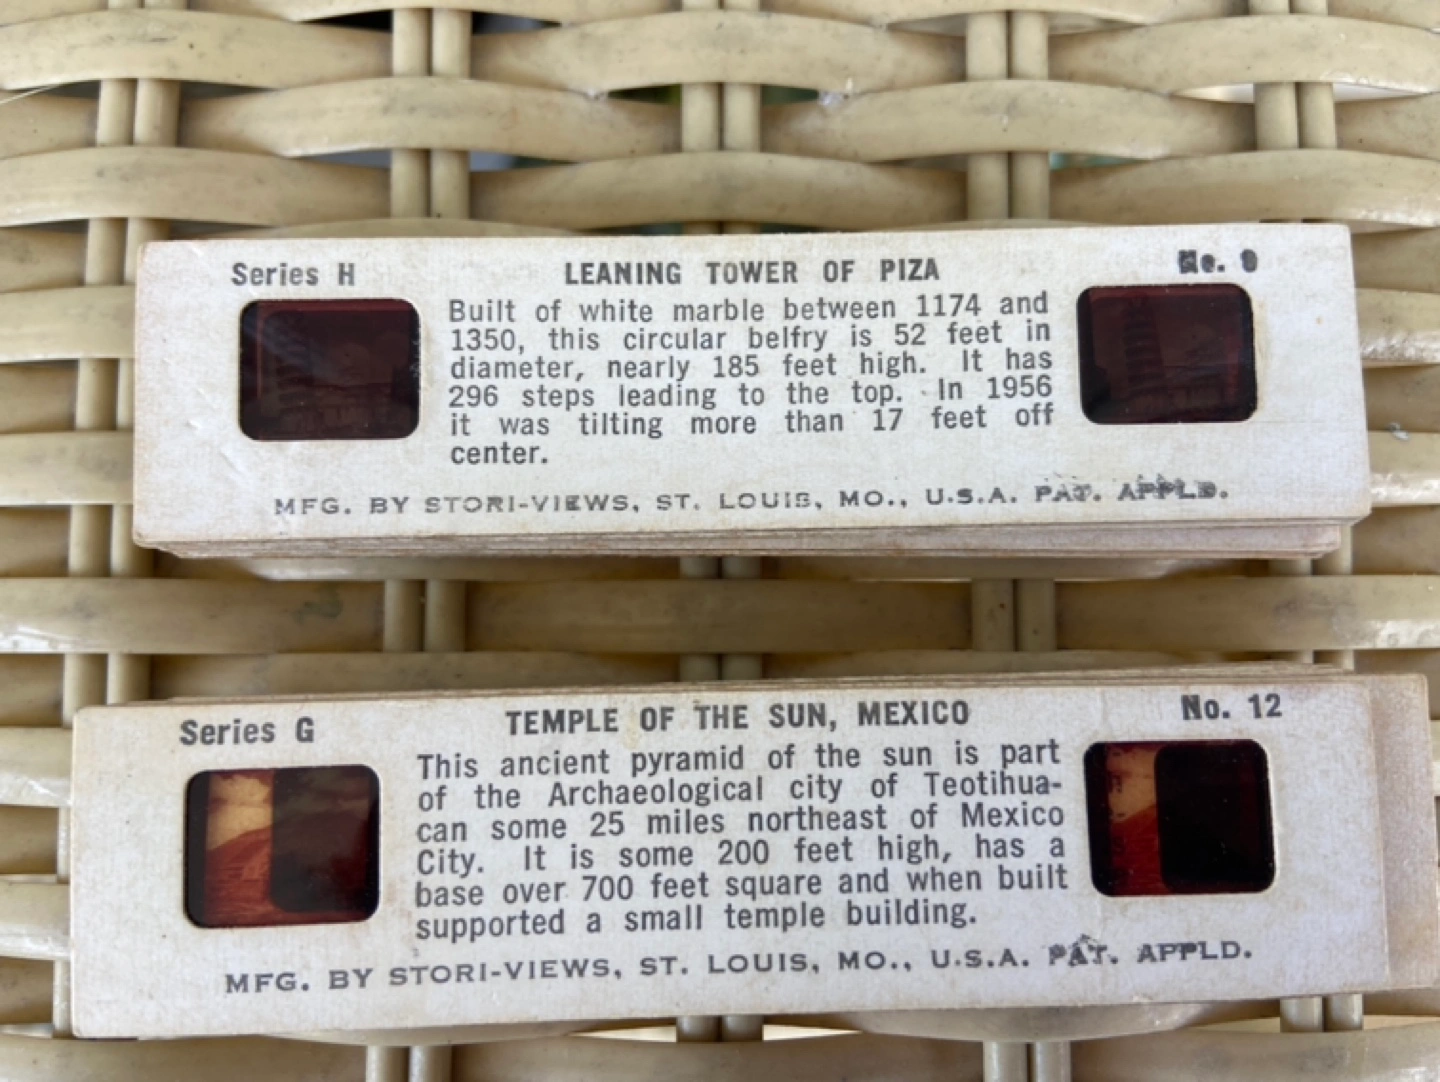 Series H
LEANING TOWER OF PIZA
No.
Built of white marble between 1174 and
1350, this circular belfry is 52 feet in
diameter, nearly 185 feet high. It has
296 steps leading to the top. In 1956
it was tilting more than 17 feet off
center.
MFG. BY STORI-VIEWS, ST. LOUIS, MO., U.S.A. PAT. APPLD.
Series G
TEMPLE OF THE SUN, MEXICO
No. 12
This ancient pyramid of the sun is part
of the Archaeological city of Teotihua-
can some 25 miles northeast of Mexico
City. It is some 200 feet high, has a
base over 700 feet square and when built
supported a small temple building.
MFG. BY STORI-VIEWS, ST. LOUIS, MO., U.S.A. PAT. APPLD.